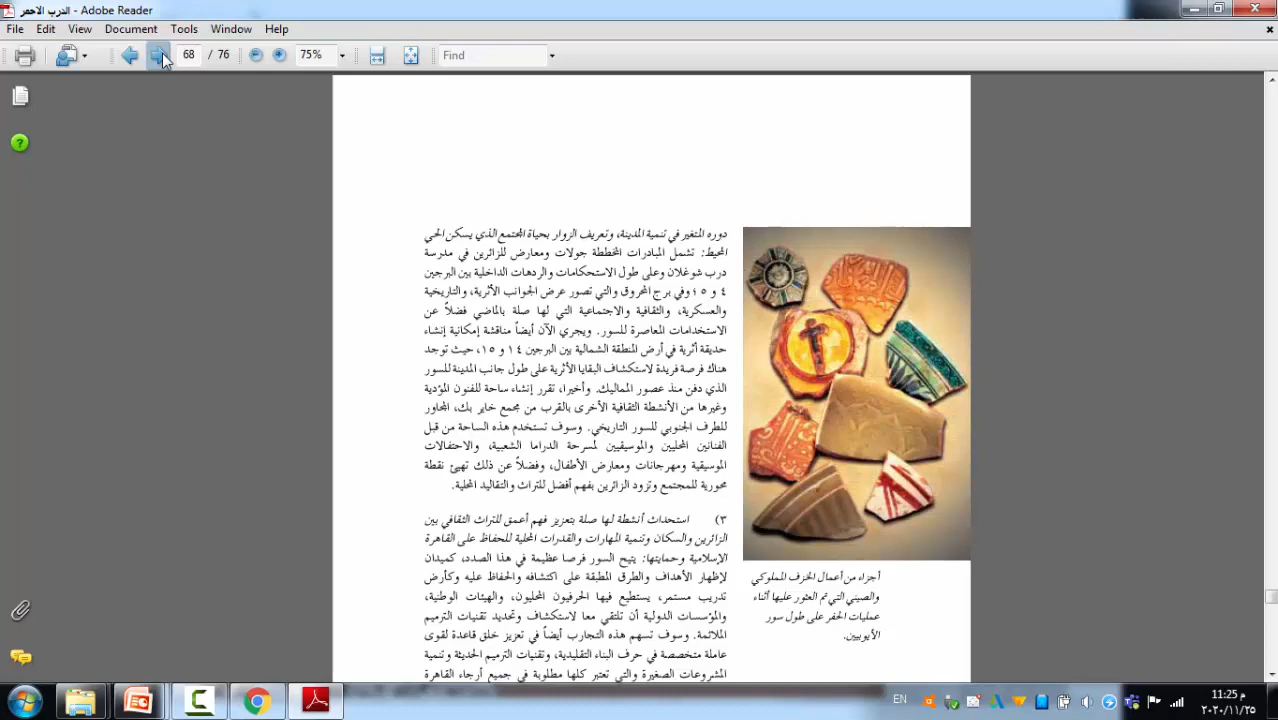 الدرب الاحمر - Adobe Reader
File Edit View Document Tools Window Help
68 / 76 75% Find
دوره المتغير في تنمية المدينة، وتعريف الزوار بحياة المجتمع الذي يسكن الحي
المحيط: تشمل المبادرات المخططة جولات ومعارض للزائرين في مدرسة
درب شوغلان وعلى طول الاستحكامات والردهات الداخلية بين البرجين
٤ و ٥؛ وفي برج المحروق والتي تصور عرض الجوانب الأثرية، والتاريخية
والعسكرية، والثقافية والاجتماعية التي لها صلة بالماضي فضلاً عن
الاستخدامات المعاصرة للسور. ويجري الآن أيضاً مناقشة إمكانية إنشاء
حديقة أثرية في أرض المنطقة الشمالية بين البرجين ١٤ و ١٥، حيث توجد
هناك فرصة فريدة لاستكشاف البقايا الأثرية على طول جانب المدينة للسور
الذي دفن منذ عصور المماليك. وأخيرا، تقرر إنشاء ساحة للفنون المؤدية
وغيرها من الأنشطة الثقافية الأخرى بالقرب من مجمع خاير بك، المحاور
للطرف الجنوبي للسور التاريخي. وسوف تستخدم هذه الساحة من قبل
الفنانين المحليين والموسيقيين لمسرحة الدراما الشعبية، والاحتفالات
الموسيقية ومهرجانات ومعارض الأطفال، وفضلاً عن ذلك تهيئ نقطة
محورية للمجتمع وتزود الزائرين بفهم أفضل للتراث والتقاليد المحلية.
٣) استحداث أنشطة لها صلة بتعزيز فهم أعمق للتراث الثقافي بين
الزائرين والسكان وتنمية المهارات والقدرات المحلية للحفاظ على القاهرة
الإسلامية وحمايتها: يتيح السور فرصا عظيمة في هذا الصدد، كميدان
لإظهار الأهداف والطرق المطبقة على اكتشافه والحفاظ عليه وكأرض
تدريب مستمر، يستطيع فيها الحرفيون المحليون، والهيئات الوطنية،
والمؤسسات الدولية أن تلتقي معا لاستكشاف وتحديد تقنيات الترميم
الملائمة. وسوف تسهم هذه التجارب أيضاً في تعزيز خلق قاعدة لقوى
عاملة متخصصة في حرف البناء التقليدية، وتقنيات الترميم الحديثة وتنمية
المشروعات الصغيرة والتي تعتبر كلها مطلوبة في جميع أرجاء القاهرة
أجزاء من أعمال الخزف المملوكي
والصيني التي تم العثور عليها أثناء
عمليات الحفر على طول سور
الأيوبيين.
EN
11:25 م
٢٠٢٠/١١/٢٥